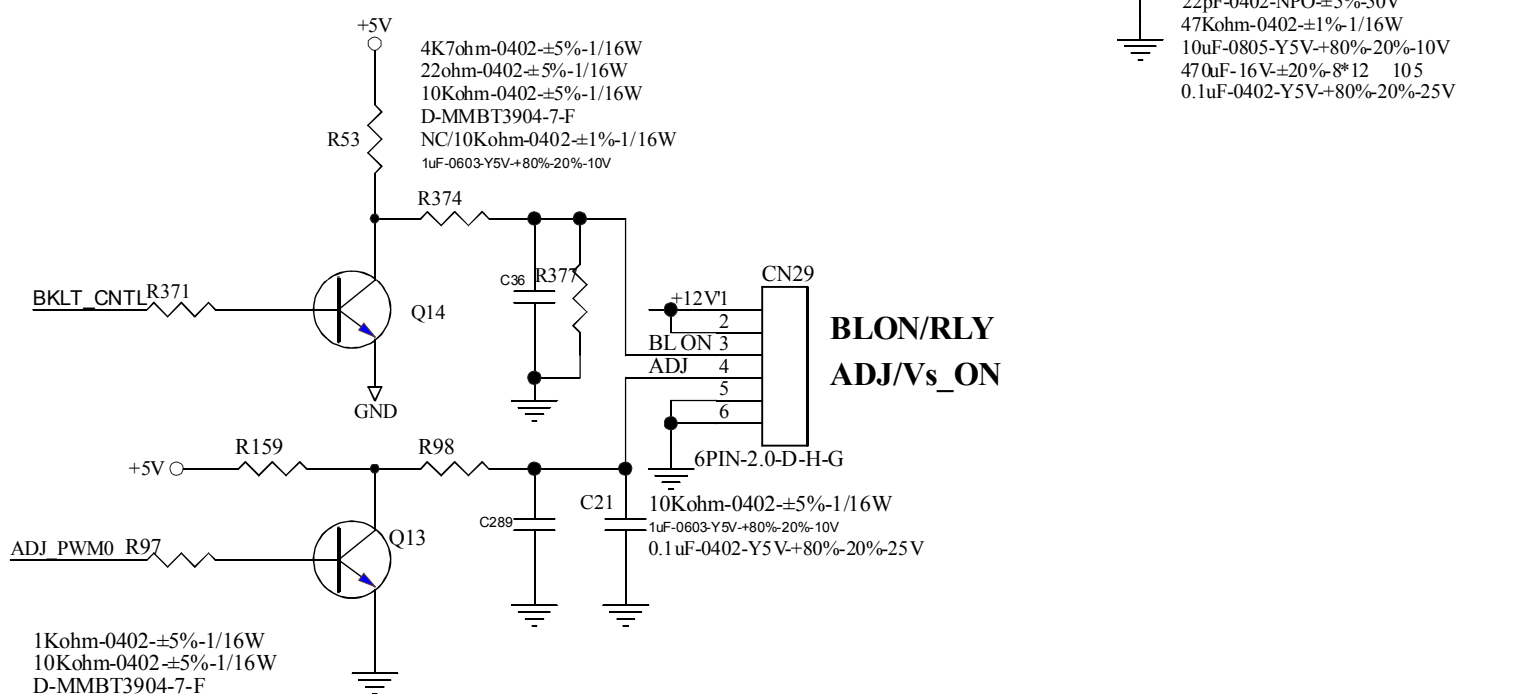 +5V
4K7ohm-0402-±5%-1/16W
22ohm-0402-±5%-1/16W
10Kohm-0402-±5%-1/16W
D-MMBT3904-7-F
NC/10Kohm-0402-±1%-1/16W
1uF-0603-Y5V-+80%-20%-10V
22pF-0402-NPO-±5%-50V
47Kohm-0402-±1%-1/16W
10uF-0805-Y5V-+80%-20%-10V
470uF-16V-±20%-8*12 105
0.1uF-0402-Y5V-+80%-20%-25V
R53
R374
C36
R377
BKLT_CNTL
R371
Q14
GND
CN29
+12V
1
2
BLON 3
ADJ 4
5
6
BLON/RLY
ADJ/Vs_ON
6PIN-2.0-D-H-G
+5V
R159
R98
C289
C21
10Kohm-0402-±5%-1/16W
1uF-0603-Y5V-+80%-20%-10V
0.1uF-0402-Y5V-+80%-20%-25V
ADJ_PWM0
R97
Q13
1Kohm-0402-±5%-1/16W
10Kohm-0402-±5%-1/16W
D-MMBT3904-7-F